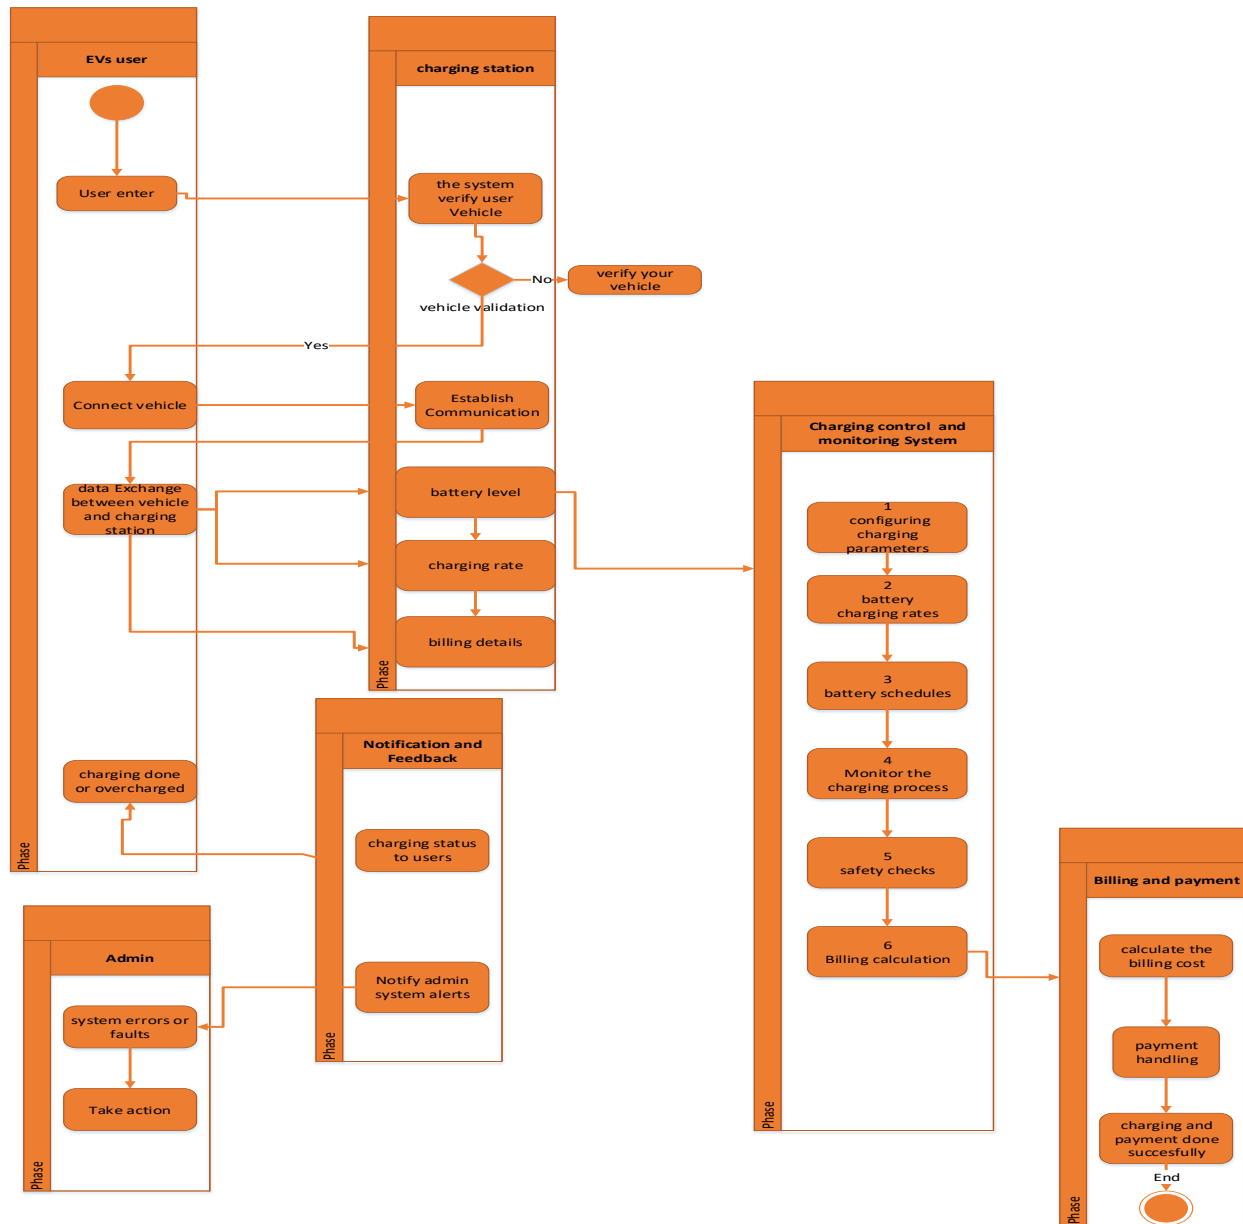 EVs user
User enter
Connect vehicle
data Exchange
between vehicle
and charging
station
charging done
or overcharged
Phase
charging station
the system
verify user
Vehicle
No
verify your
vehicle
vehicle validation
Yes
Establish
Communication
battery level
charging rate
billing details
Phase
Charging control and
monitoring System
1
configuring
charging
parameters
2
battery
charging rates
3
battery schedules
4
Monitor the
charging process
5
safety checks
6
Billing calculation
Phase
Notification and
Feedback
charging status
to users
Notify admin
system alerts
Phase
Admin
system errors or
faults
Take action
Phase
Billing and payment
calculate the
billing cost
payment
handling
charging and
payment done
succesfully
End
Phase